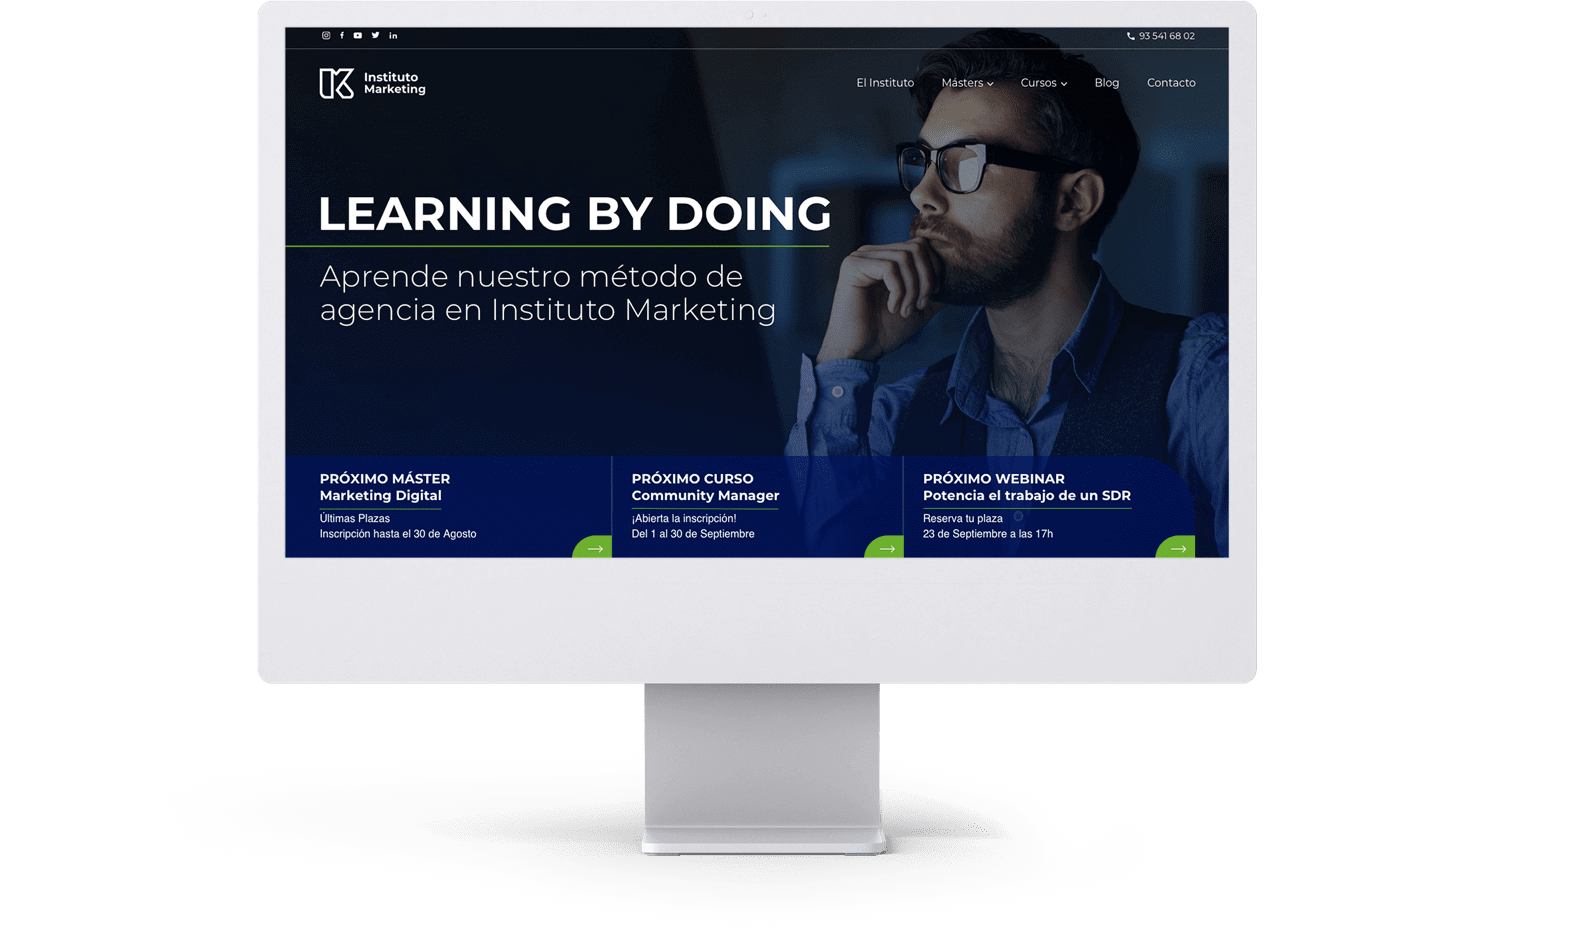 93 541 68 02
Instituto
Marketing
El Instituto Másters Cursos Blog Contacto
LEARNING BY DOING
Aprende nuestro método de
agencia en Instituto Marketing
PRÓXIMO MÁSTER
Marketing Digital
Últimas Plazas
Inscripción hasta el 30 de Agosto
PRÓXIMO CURSO
Community Manager
¡Abierta la inscripción!
Del 1 al 30 de Septiembre
PRÓXIMO WEBINAR
Potencia el trabajo de un SDR
Reserva tu plaza
23 de Septiembre a las 17h